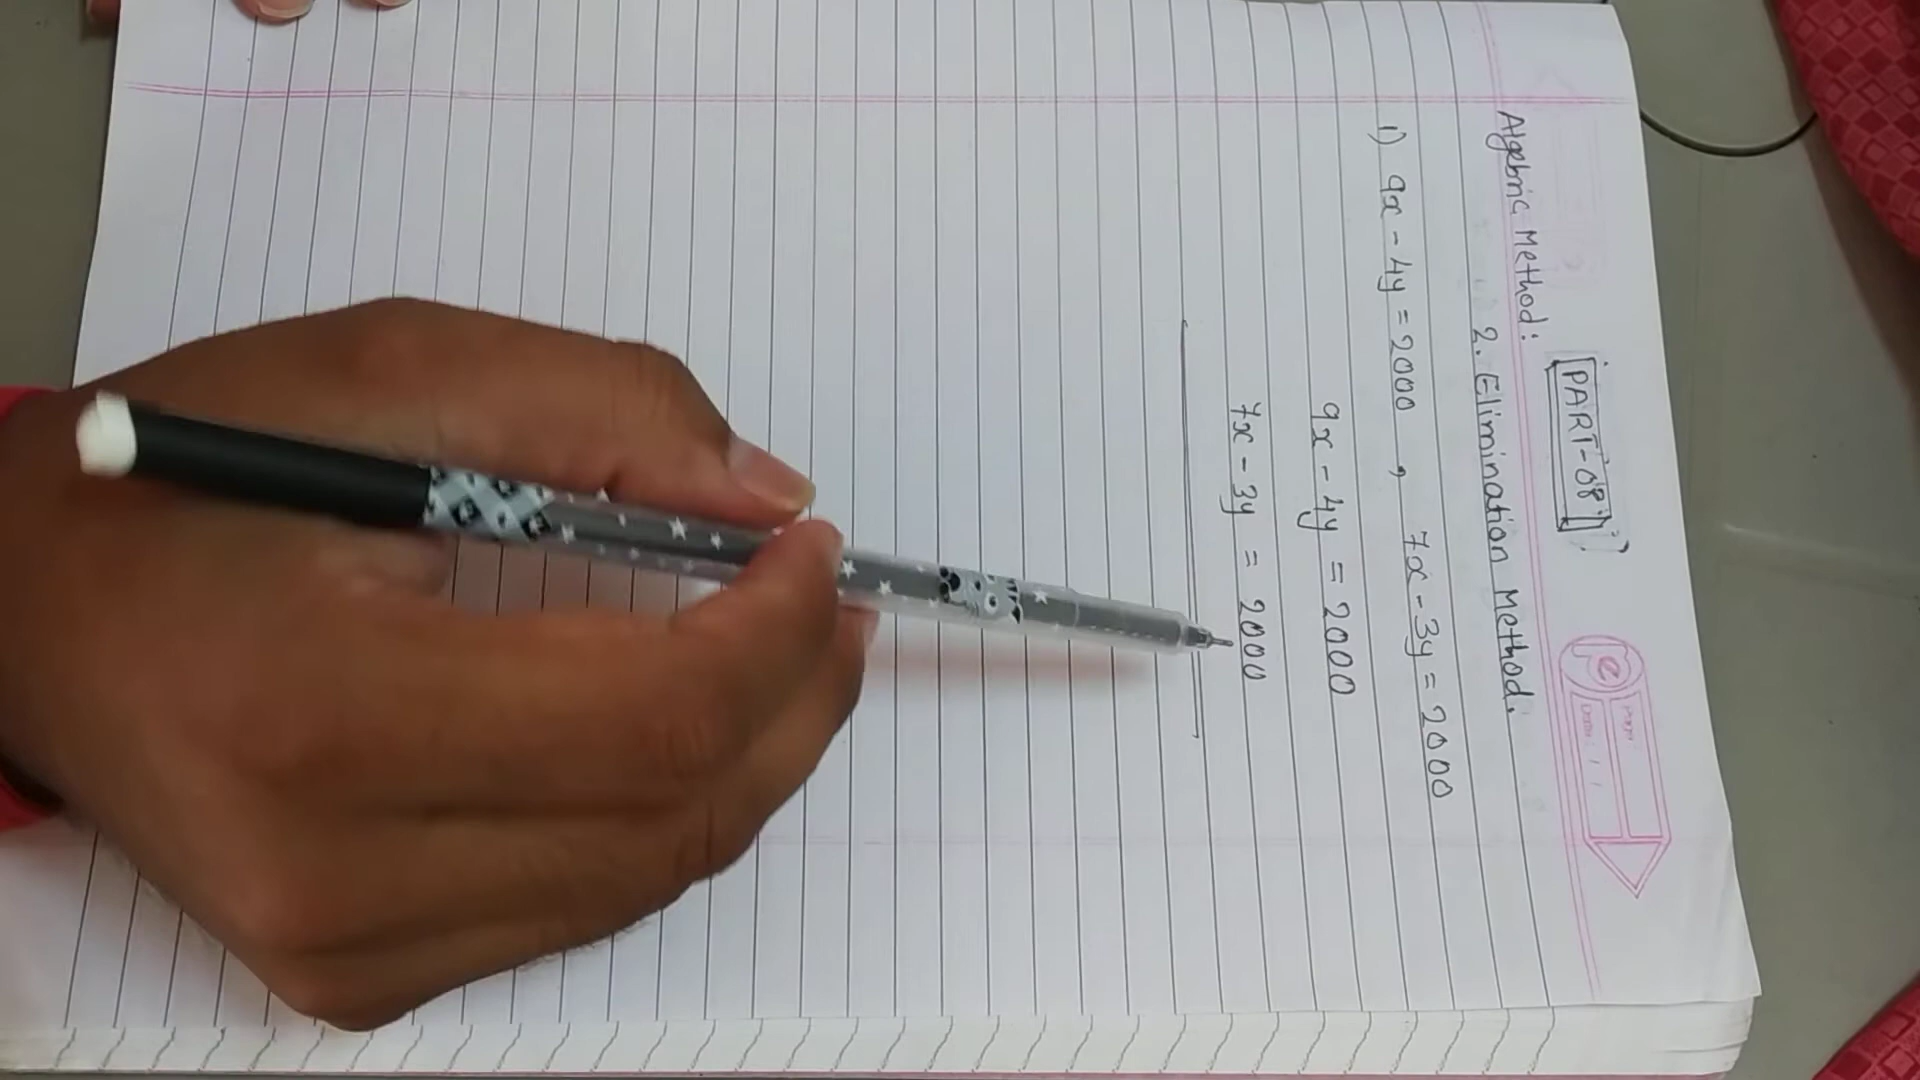 PART-08
Algebric Method:
2. Elimination Method.
1) 9x - 4y = 2000 , 7x - 3y = 2000
9x - 4y = 2000
7x - 3y = 2000